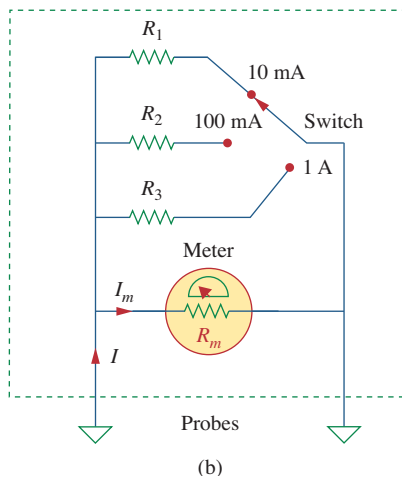 R1
10 mA
R2
100 mA
Switch
1 A
R3
Meter
Im
Rm
I
Probes
(b)